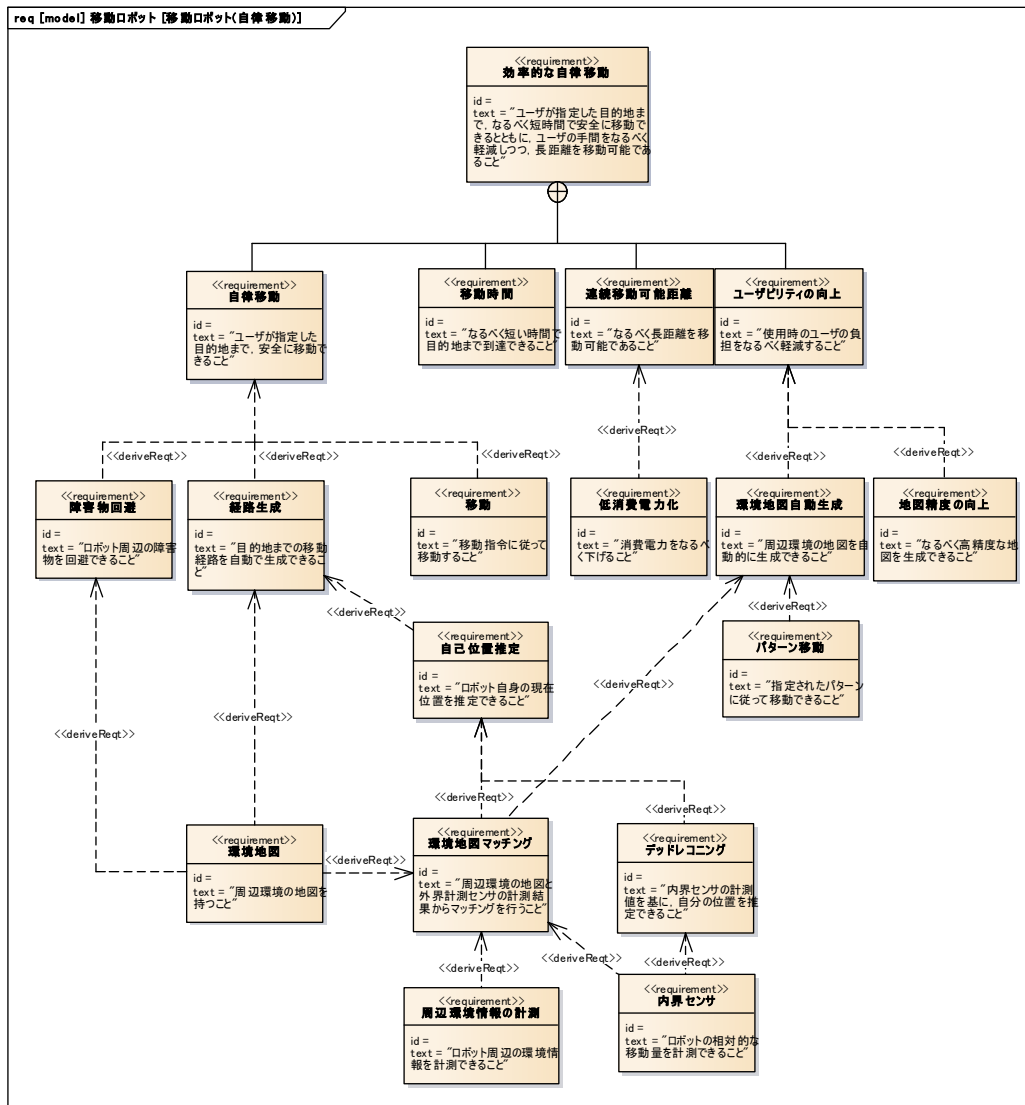 req [model] 移動ロボット [移動ロボット(自律移動)]
<<requirement>>
効率的な自律移動
id =
text = "ユーザが指定した目的地ま
で，なるべく短時間で安全に移動で
きるとともに，ユーザの手間をなるべく
軽減しつつ，長距離を移動可能であ
ること"
<<requirement>>
自律移動
id =
text = "ユーザが指定した
目的地まで，安全に移動で
きること"
<<requirement>>
移動時間
id =
text = "なるべく短い時間で
目的地まで到達できること"
<<requirement>>
連続移動可能距離
id =
text = "なるべく長距離を移
動可能であること"
<<requirement>>
ユーザビリティの向上
id =
text = "使用時のユーザの負
担をなるべく軽減すること"
<<deriveReqt>>
<<deriveReqt>>
<<deriveReqt>>
<<deriveReqt>>
<<deriveReqt>>
<<deriveReqt>>
<<requirement>>
障害物回避
id =
text = "ロボット周辺の障害
物を回避できること"
<<requirement>>
経路生成
id =
text = "目的地までの移動
経路を自動で生成できるこ
と"
<<requirement>>
移動
id =
text = "移動指令に従って
移動すること"
<<requirement>>
低消費電力化
id =
text = "消費電力をなるべ
く下げること"
<<requirement>>
環境地図自動生成
id =
text = "周辺環境の地図を自
動的に生成できること"
<<requirement>>
地図精度の向上
id =
text = "なるべく高精度な地
図を生成できること"
<<deriveReqt>>
<<deriveReqt>>
<<requirement>>
自己位置推定
id =
text = "ロボット自身の現在
位置を推定できること"
<<requirement>>
パターン移動
id =
text = "指定されたパターン
に従って移動できること"
<<deriveReqt>>
<<deriveReqt>>
<<deriveReqt>>
<<deriveReqt>>
<<deriveReqt>>
<<requirement>>
環境地図
id =
text = "周辺環境の地図を
持つこと"
<<deriveReqt>>
<<requirement>>
環境地図マッチング
id =
text = "周辺環境の地図と
外界計測センサの計測結
果からマッチングを行うこと"
<<requirement>>
デッドレコニング
id =
text = "内界センサの計測
値を基に，自分の位置を推
定できること"
<<deriveReqt>>
<<deriveReqt>>
<<deriveReqt>>
<<requirement>>
周辺環境情報の計測
id =
text = "ロボット周辺の環境情
報を計測できること"
<<requirement>>
内界センサ
id =
text = "ロボットの相対的な
移動量を計測できること"